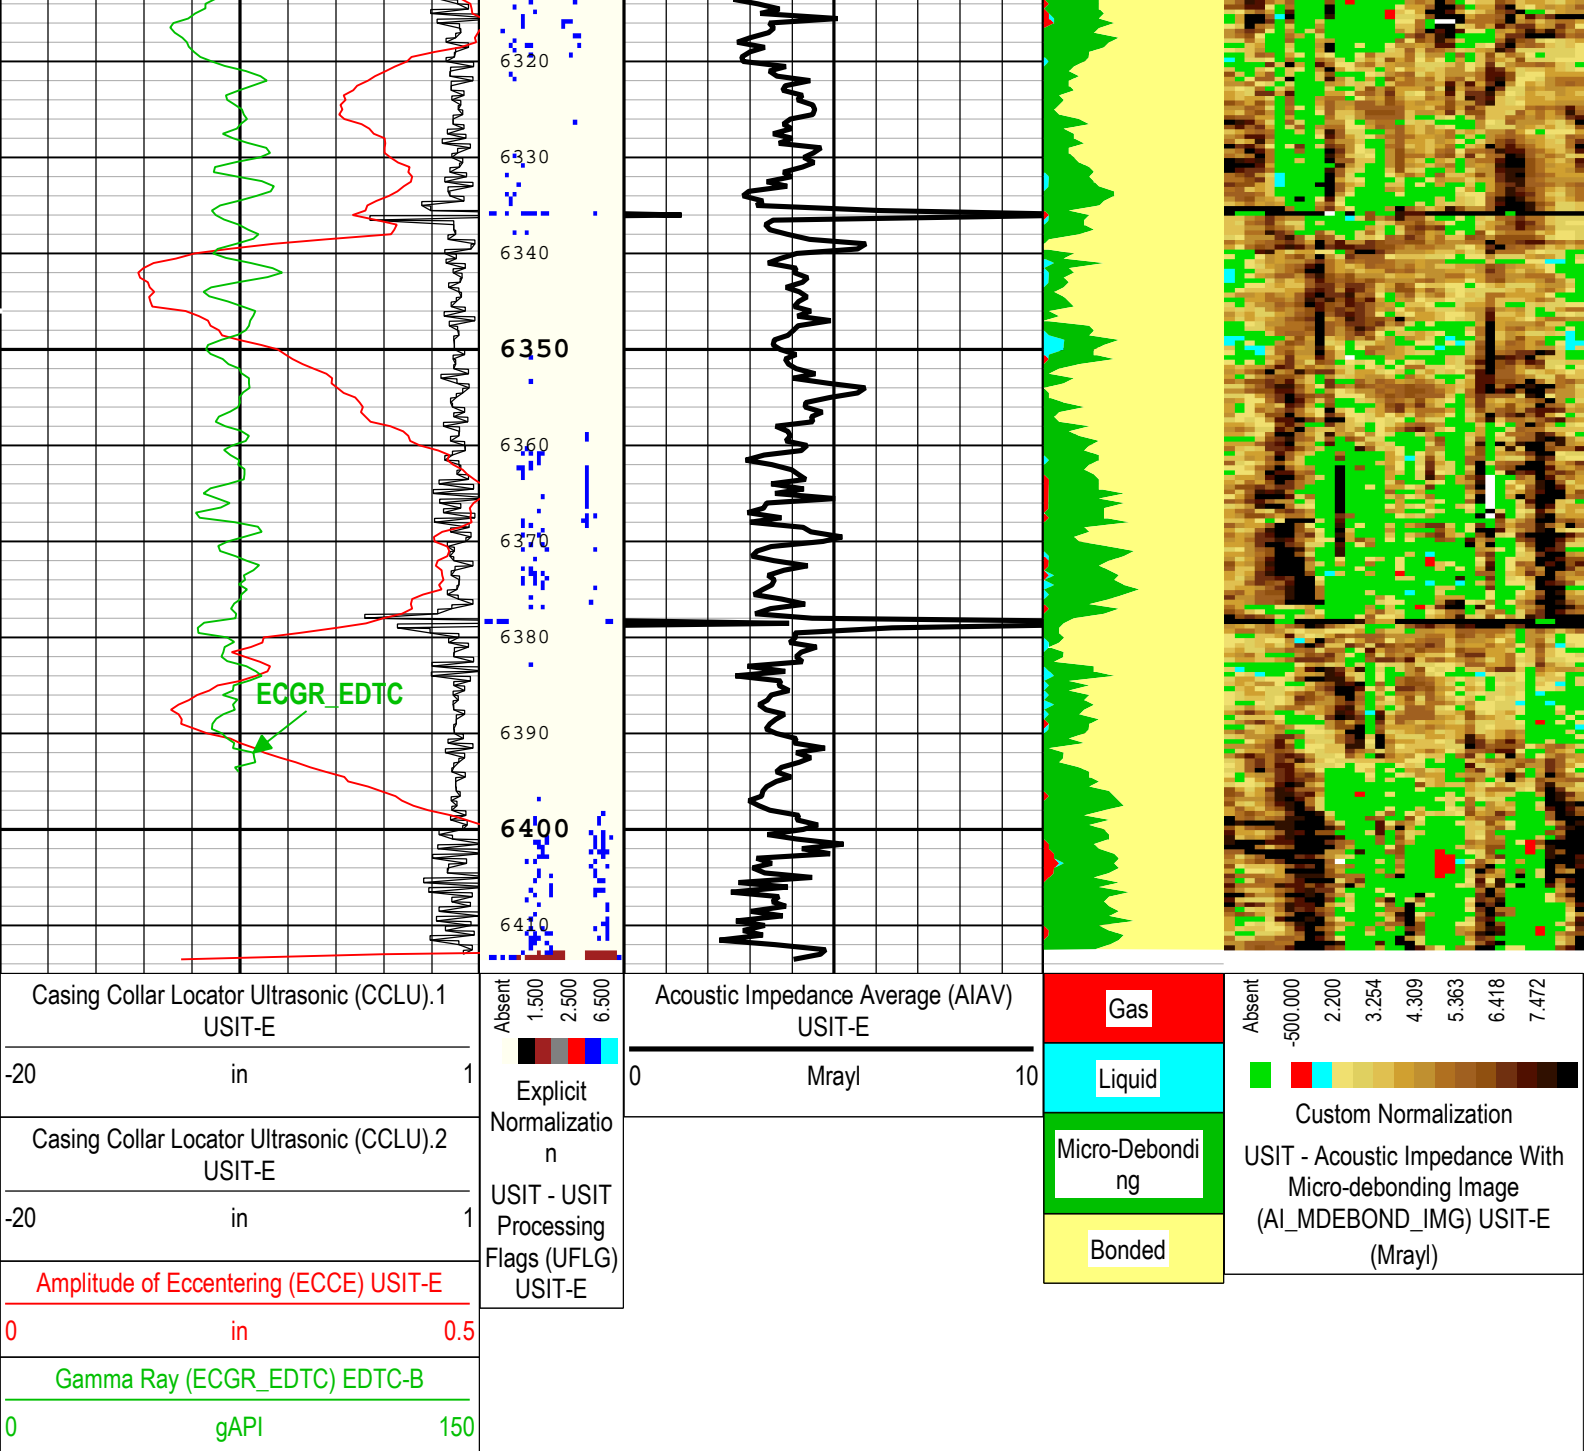 6320
6330
6340
6350
6360
6370
6380
ECGR_EDTC
6390
6400
6410
Casing Collar Locator Ultrasonic (CCLU).1
USIT-E
-20 in 1
Casing Collar Locator Ultrasonic (CCLU).2
USIT-E
-20 in 1
Amplitude of Eccentering (ECCE) USIT-E
0 in 0.5
Gamma Ray (ECGR_EDTC) EDTC-B
0 gAPI 150
Absent
1.500
2.500
6.500
Explicit
Normalizatio
n
USIT - USIT
Processing
Flags (UFLG)
USIT-E
Acoustic Impedance Average (AIAV)
USIT-E
0 Mrayl 10
Gas
Liquid
Micro-Debondi
ng
Bonded
Absent
-500.000
2.200
3.254
4.309
5.363
6.418
7.472
Custom Normalization
USIT - Acoustic Impedance With
Micro-debonding Image
(AI_MDEBOND_IMG) USIT-E
(Mrayl)